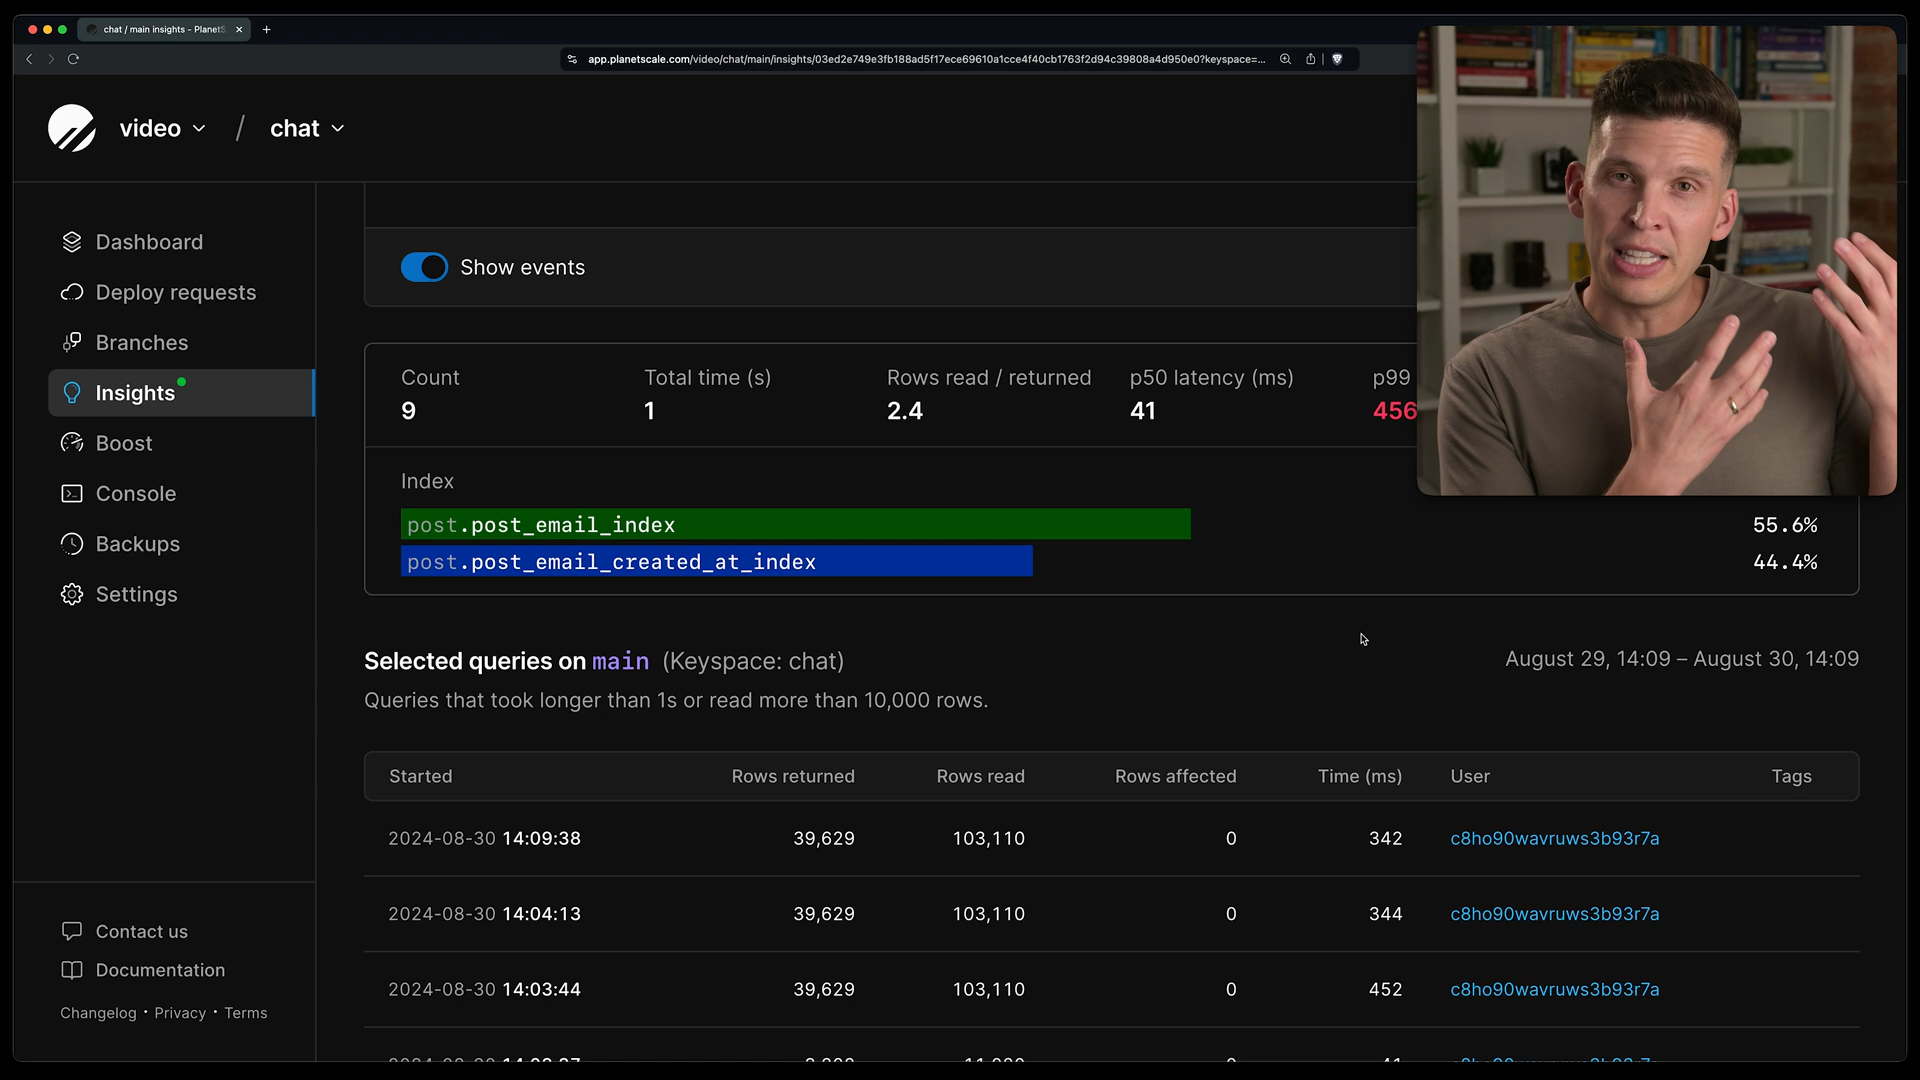 chat / main insights - PlanetS
app.planetscale.com/video/chat/main/insights/03ed2e749e3fb188ad5f17ece69610a1cce4f40cb1763f2d94c39808a4d950e0?keyspace=...
video / chat
Dashboard
Deploy requests
Branches
Insights
Boost
Console
Backups
Settings
Contact us
Documentation
Changelog • Privacy • Terms
Show events
Count Total time (s) Rows read / returned p50 latency (ms) p99
9 1 2.4 41 456
Index
post.post_email_index 55.6%
post.post_email_created_at_index 44.4%
Selected queries on main (Keyspace: chat) August 29, 14:09 – August 30, 14:09
Queries that took longer than 1s or read more than 10,000 rows.
Started Rows returned Rows read Rows affected Time (ms) User Tags
2024-08-30 14:09:38 39,629 103,110 0 342 c8ho90wavruws3b93r7a
2024-08-30 14:04:13 39,629 103,110 0 344 c8ho90wavruws3b93r7a
2024-08-30 14:03:44 39,629 103,110 0 452 c8ho90wavruws3b93r7a